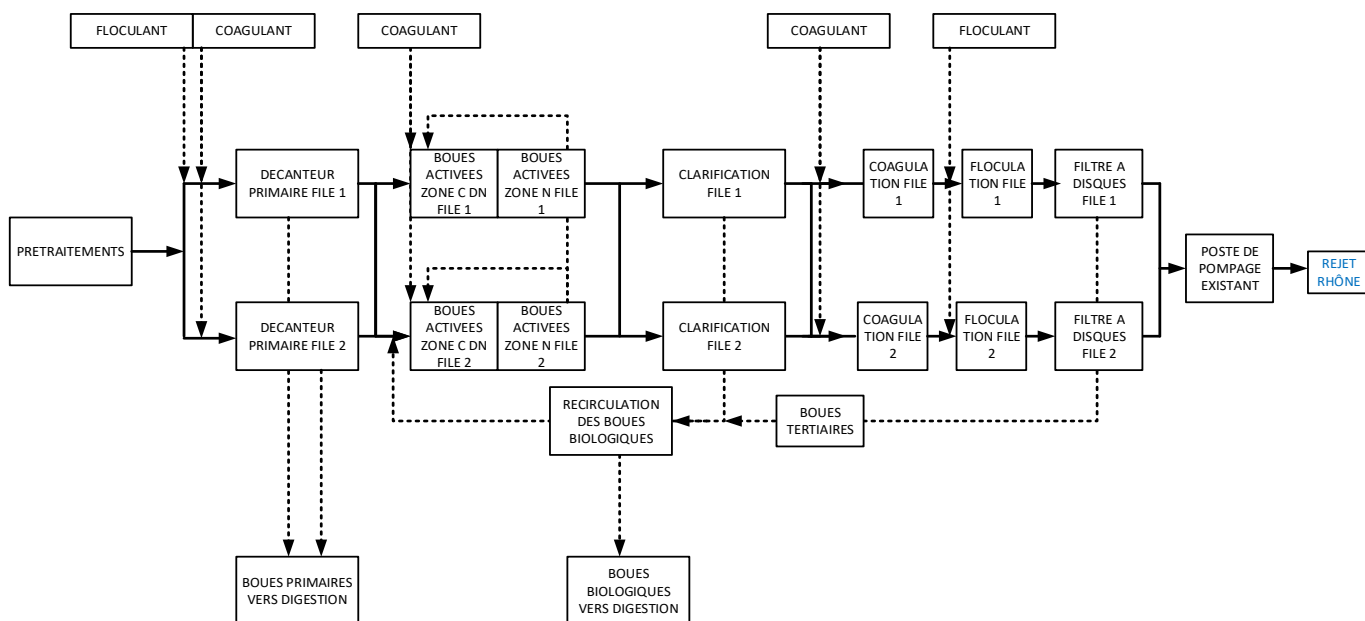 FLOCULANT
COAGULANT
COAGULANT
COAGULANT
FLOCULANT
DECANTEUR
PRIMAIRE FILE 1
BOUES
ACTIVEES
ZONE C DN
FILE 1
BOUES
ACTIVEES
ZONE N FILE
1
CLARIFICATION
FILE 1
COAGULA
TION FILE
1
FLOCULA
TION FILE
1
FILTRE A
DISQUES
FILE 1
PRETRAITEMENTS
POSTE DE
POMPAGE
EXISTANT
REJET
RHÔNE
DECANTEUR
PRIMAIRE FILE 2
BOUES
ACTIVEES
ZONE C DN
FILE 2
BOUES
ACTIVEES
ZONE N FILE
2
CLARIFICATION
FILE 2
COAGULA
TION FILE
2
FLOCULA
TION FILE
2
FILTRE A
DISQUES
FILE 2
RECIRCULATION
DES BOUES
BIOLOGIQUES
BOUES
TERTIAIRES
BOUES PRIMAIRES
VERS DIGESTION
BOUES
BIOLOGIQUES
VERS DIGESTION